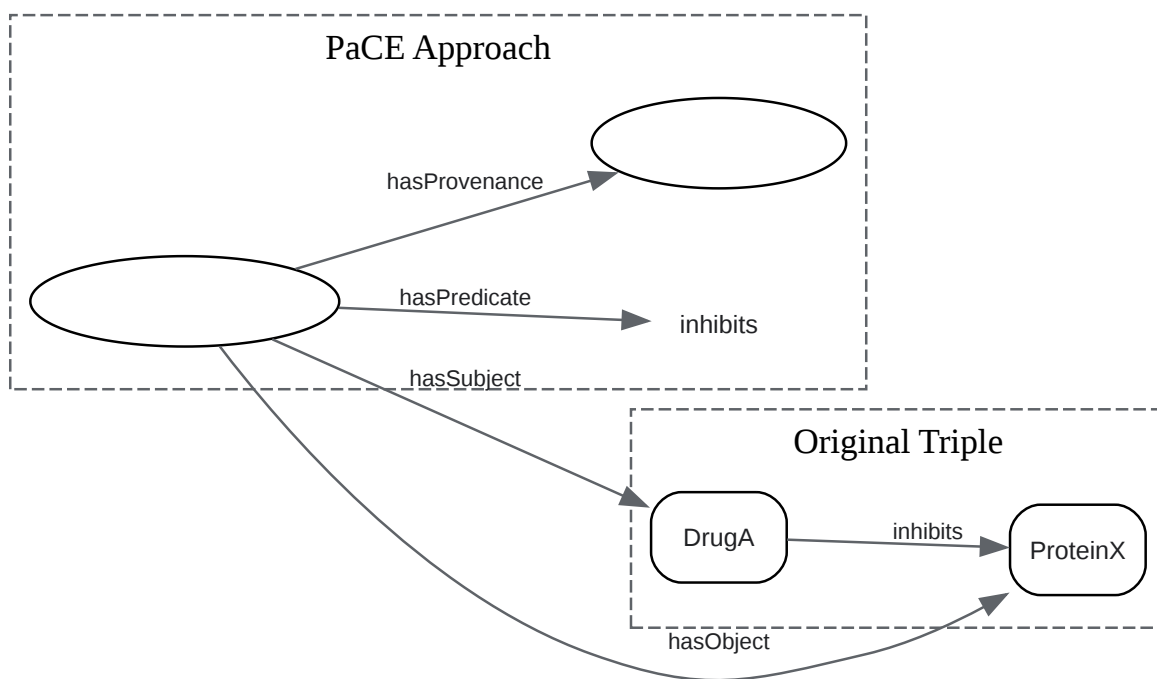 PaCE Approach
hasProvenance
hasPredicate
inhibits
hasSubject
Original Triple
DrugA
inhibits
ProteinX
hasObject